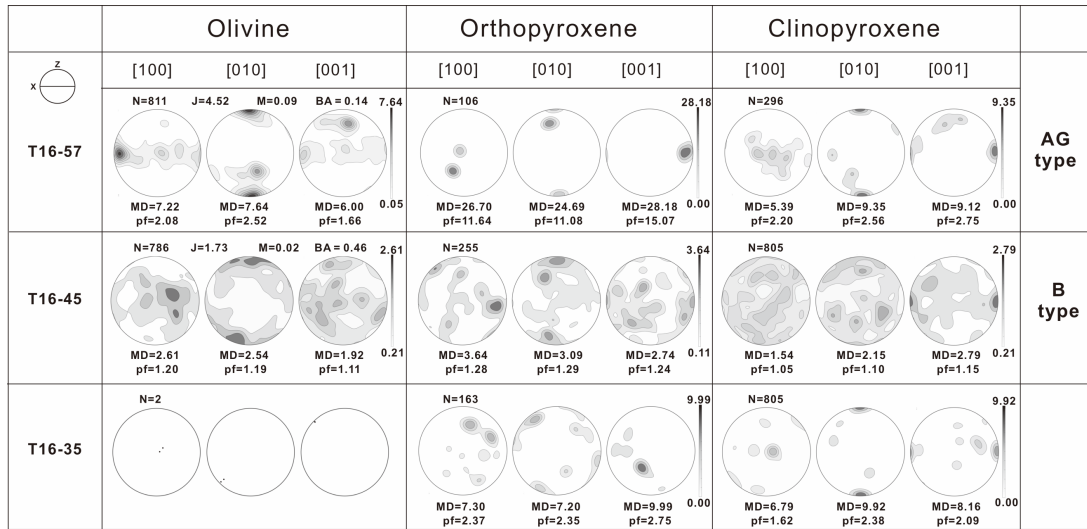 Olivine Orthopyroxene Clinopyroxene
z
x
[100] [010] [001] [100] [010] [001] [100] [010] [001]
N=811 J=4.52 M=0.09 BA = 0.14 7.64 N=106 28.18 N=296 9.35
T16-57
AG
type
0.05 0.00 0.00
MD=7.22 MD=7.64 MD=6.00 MD=26.70 MD=24.69 MD=28.18 MD=5.39 MD=9.35 MD=9.12
pf=2.08 pf=2.52 pf=1.66 pf=11.64 pf=11.08 pf=15.07 pf=2.20 pf=2.56 pf=2.75
N=786 J=1.73 M=0.02 BA = 0.46 2.61 N=255 3.64 N=805 2.79
T16-45
B
type
0.21 0.11 0.21
MD=2.61 MD=2.54 MD=1.92 MD=3.64 MD=3.09 MD=2.74 MD=1.54 MD=2.15 MD=2.79
pf=1.20 pf=1.19 pf=1.11 pf=1.28 pf=1.29 pf=1.24 pf=1.05 pf=1.10 pf=1.15
N=2 N=163 9.99 N=805 9.92
T16-35
0.00 0.00
MD=7.30 MD=7.20 MD=9.99 MD=6.79 MD=9.92 MD=8.16
pf=2.37 pf=2.35 pf=2.75 pf=1.62 pf=2.38 pf=2.09